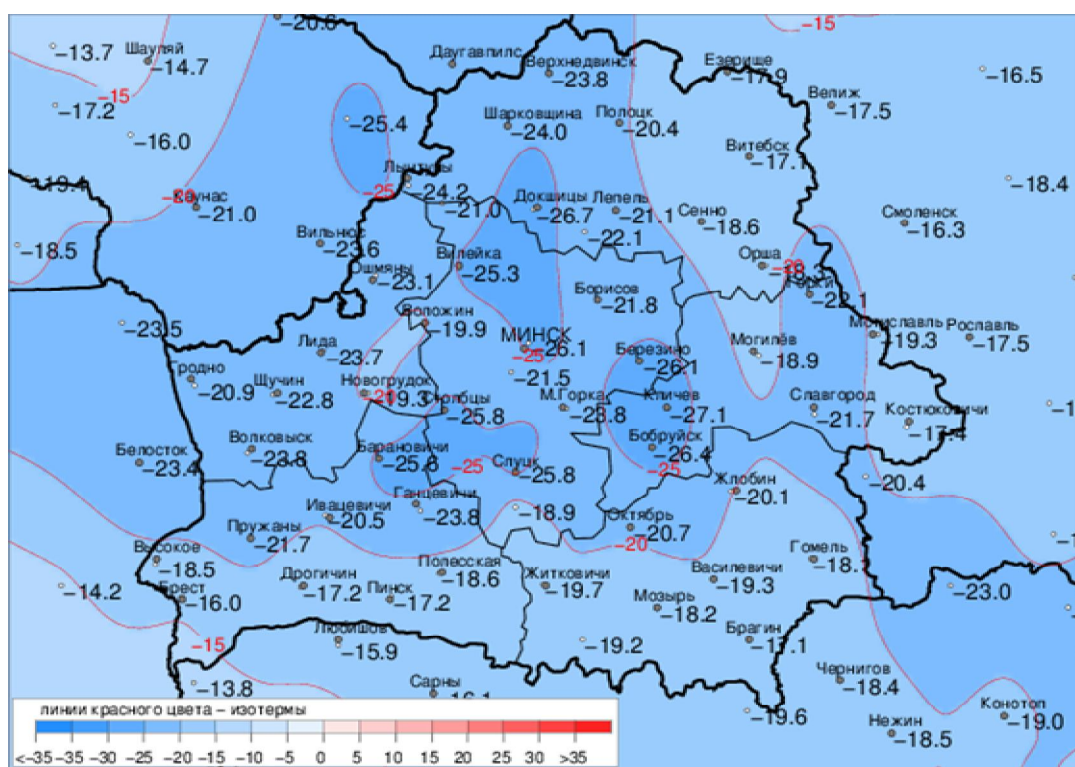 -20.6
-15
-13.7
Шауляй
-14.7
Даугавпилс
Верхнедвинск
-23.8
Езерище
-17.9
-16.5
-15
-17.2
Велиж
-17.5
-16.0
-25.4
Шарковщина
-24.0
Полоцк
-20.4
Витебск
-17.1
Лынтупы
-24.2
-25
-19.4
-20
Каунас
-21.0
-21.0
Докшицы
-26.7
Лепель
-21.1
-18.4
Сенно
-18.6
Смоленск
-16.3
-18.5
Вильнюс
-23.6
-22.1
Ошмяны
-23.1
Вилейка
-25.3
Орша
-18.3
-20
Горки
-22.1
Борисов
-21.8
-23.5
Воложин
-19.9
МИНСК
-26.1
-25
Мстиславль
-19.3
Рославль
-17.5
Лида
-23.7
Березино
-26.1
Могилёв
-18.9
Гродно
-20.9
Щучин
-22.8
Новогрудок
-20
-19.3
-21.5
Столбцы
-25.8
М.Горка
-23.8
Кличев
-27.1
Славгород
-21.7
Костюковичи
-17.4
Белосток
-23.4
Волковыск
-23.8
Барановичи
-25.6
-25
Слуцк
-25.8
Бобруйск
-26.4
-25
Жлобин
-20.1
-20.4
Ивацевичи
-20.5
Ганцевичи
-23.8
-18.9
Октябрь
-20.7
-20
Пружаны
-21.7
Высокое
-18.5
Полесская
-18.6
Житковичи
-19.7
Василевичи
-19.3
Гомель
-18.1
-14.2
Брест
-16.0
Дрогичин
-17.2
Пинск
-17.2
Мозырь
-18.2
-23.0
-15
Любишов
-15.9
-19.2
Брагин
-17.1
-13.8
Сарны
-16.1
Чернигов
-18.4
-19.6
Нежин
-18.5
Конотоп
-19.0
линии красного цвета – изотермы
<-35 -35 -30 -25 -20 -15 -10 -5 0 5 10 15 20 25 30 >35